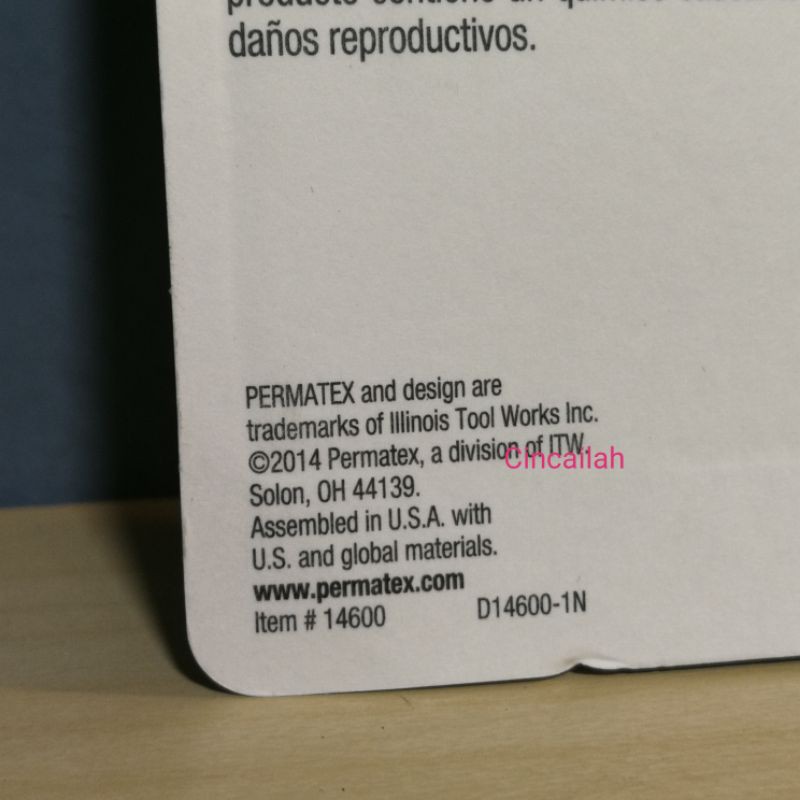 daños reproductivos.
PERMATEX and design are
trademarks of Illinois Tool Works Inc.
©2014 Permatex, a division of ITW
Cincailah
Solon, OH 44139.
Assembled in U.S.A. with
U.S. and global materials.
www.permatex.com
Item # 14600 D14600-1N